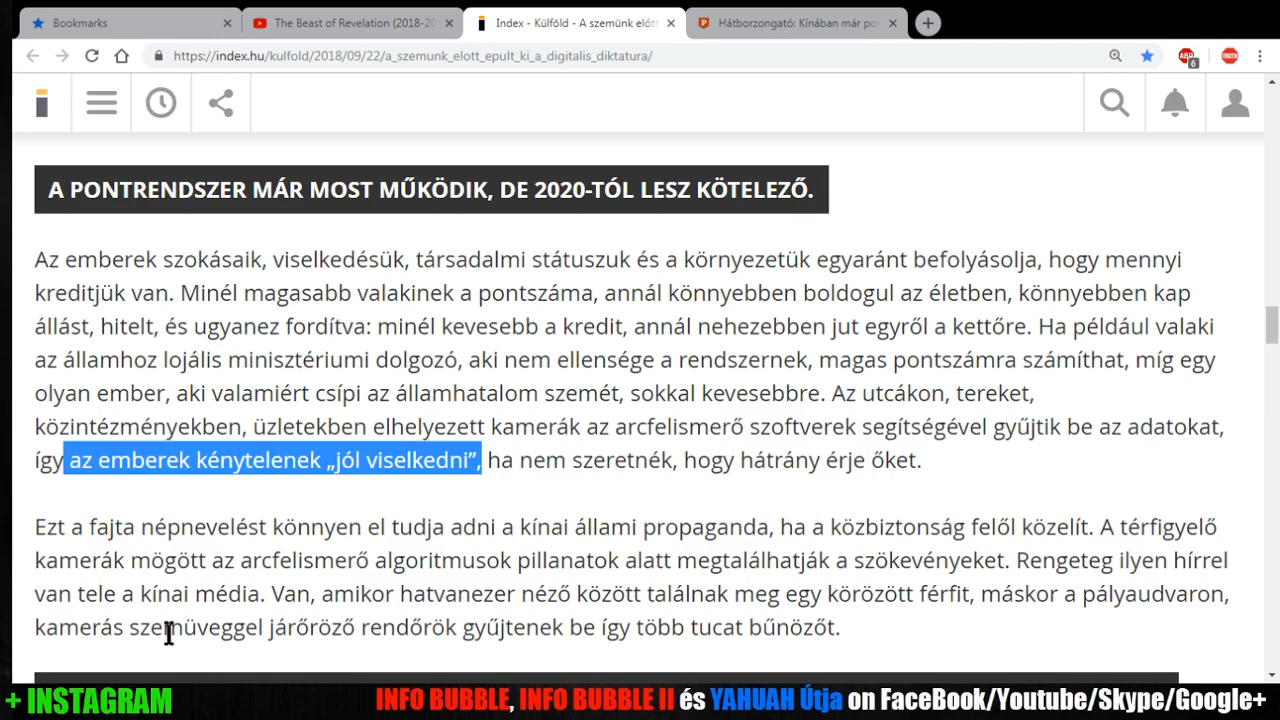 Bookmarks
The Beast of Revelation (2018-20
Index - Külföld - A szemünk előtt
Hátborzongató: Kínában már po
https://index.hu/kulfold/2018/09/22/a_szemunk_elott_epult_ki_a_digitalis_diktatura/
ABP
6
TRUTH
A PONTRENDSZER MÁR MOST MŰKÖDIK, DE 2020-TÓL LESZ KÖTELEZŐ.
Az emberek szokásaik, viselkedésük, társadalmi státuszuk és a környezetük egyaránt befolyásolja, hogy mennyi
kreditjük van. Minél magasabb valakinek a pontszáma, annál könnyebben boldogul az életben, könnyebben kap
állást, hitelt, és ugyanez fordítva: minél kevesebb a kredit, annál nehezebben jut egyről a kettőre. Ha például valaki
az államhoz lojális minisztériumi dolgozó, aki nem ellensége a rendszernek, magas pontszámra számíthat, míg egy
olyan ember, aki valamiért csípi az államhatalom szemét, sokkal kevesebbre. Az utcákon, tereket,
közintézményekben, üzletekben elhelyezett kamerák az arcfelismerő szoftverek segítségével gyűjtik be az adatokat,
így az emberek kénytelenek „jól viselkedni”, ha nem szeretnék, hogy hátrány érje őket.
Ezt a fajta népnevelést könnyen el tudja adni a kínai állami propaganda, ha a közbiztonság felől közelít. A térfigyelő
kamerák mögött az arcfelismerő algoritmusok pillanatok alatt megtalálhatják a szökevényeket. Rengeteg ilyen hírrel
van tele a kínai média. Van, amikor hatvanezer néző között találnak meg egy körözött férfit, máskor a pályaudvaron,
kamerás szemüveggel járőröző rendőrök gyűjtenek be így több tucat bűnözőt.
+ INSTAGRAM
INFO BUBBLE, INFO BUBBLE II és YAHUAH Útja on FaceBook/Youtube/Skype/Google+